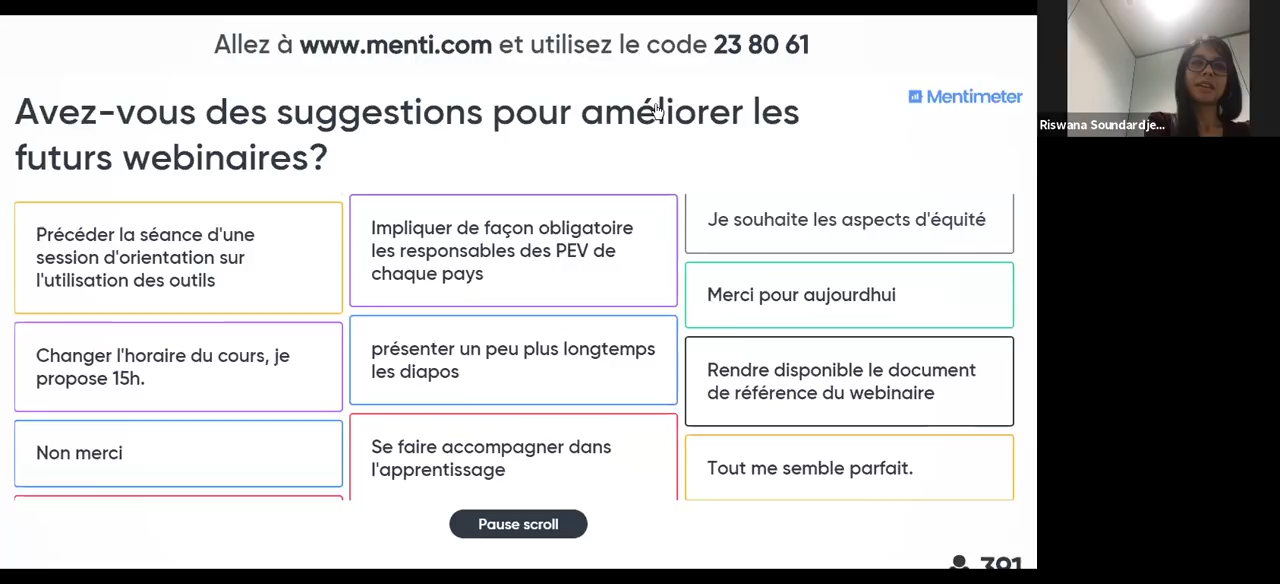 Allez à www.menti.com et utilisez le code 23 80 61
Mentimeter
Avez-vous des suggestions pour améliorer les
futurs webinaires?
Précéder la séance d'une
session d'orientation sur
l'utilisation des outils
Changer l'horaire du cours, je
propose 15h.
Non merci
Impliquer de façon obligatoire
les responsables des PEV de
chaque pays
présenter un peu plus longtemps
les diapos
Se faire accompagner dans
l'apprentissage
Je souhaite les aspects d'équité
Merci pour aujourdhui
Rendre disponible le document
de référence du webinaire
Tout me semble parfait.
Pause scroll
391
Riswana Soundardje...